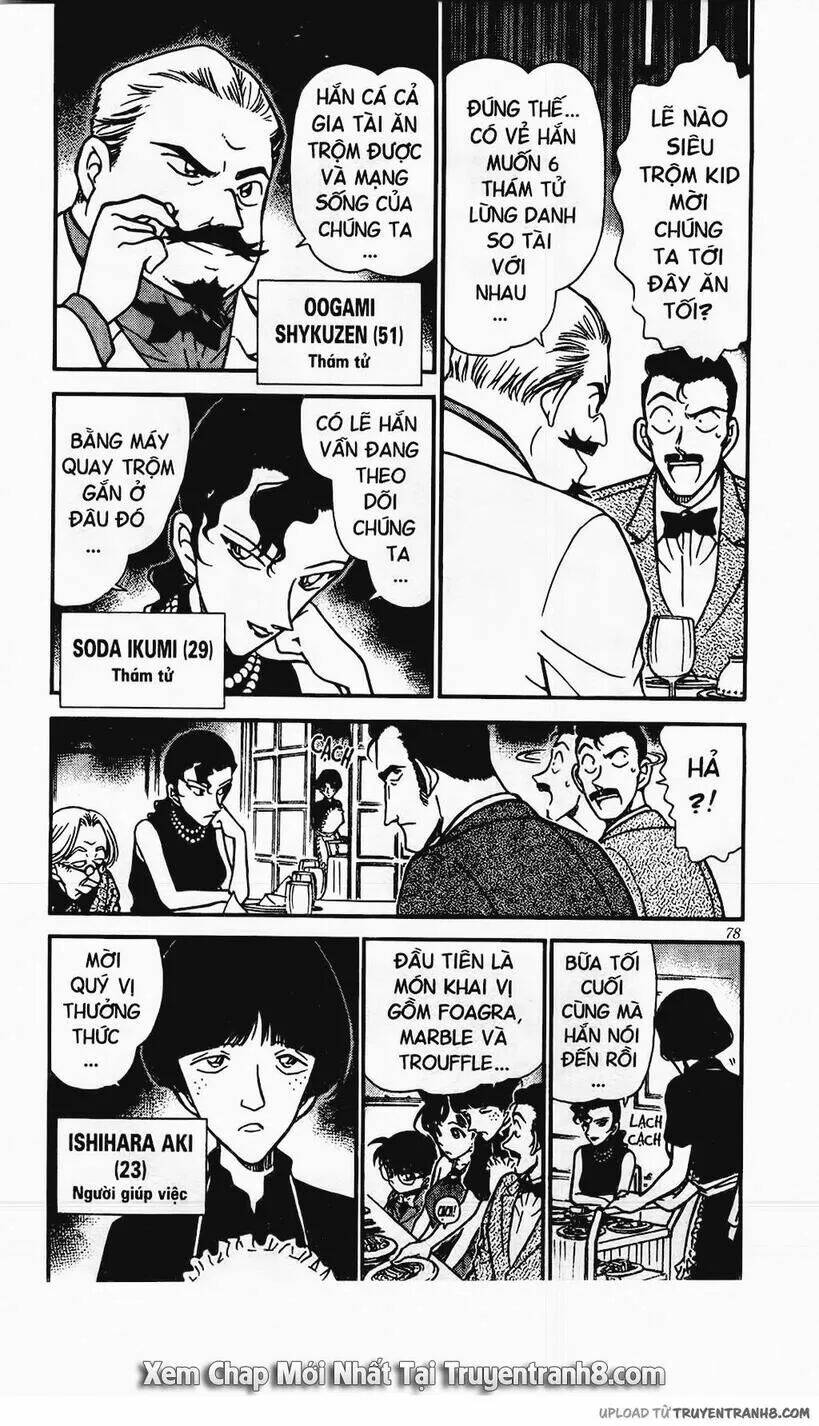 LẼ NÀO
SIÊU
TRỘM KID
MỜI
CHÚNG
TA TỚI
ĐÂY ĂN
TỐI?
ĐÚNG THẾ...
CÓ VẺ HẮN
MUỐN 6
THÁM TỬ
LỪNG DANH
SO TÀI
VỚI
NHAU
...
HẮN CÁ CẢ
GIA TÀI ĂN
TRỘM ĐƯỢC
VÀ MẠNG
SỐNG CỦA
CHÚNG TA
...
OOGAMI
SHYKUZEN (51)
Thám tử
CÓ LẼ HẮN
VẪN ĐANG
THEO
DÕI
CHÚNG
TA
...
BẰNG MÁY
QUAY TRỘM
GẮN Ở
ĐÂU ĐÓ
...
SODA IKUMI (29)
Thám tử
HẢ
?!
CẠCH
78
BỮA TỐI
CUỐI
CÙNG MÀ
HẮN NÓI
ĐẾN RỒI
...
LẠCH
CẠCH
ĐẦU TIÊN LÀ
MÓN KHAI VỊ
GỒM FOAGRA,
MARBLE VÀ
TROUFFLE...
MỜI
QUÝ VỊ
THƯỞNG
THỨC
...
ISHIHARA AKI
(23)
Người giúp việc
Xem Chap Mới Nhất Tại Truyentranh8.com
UPLOAD TỪ TRUYENTRANH8.COM